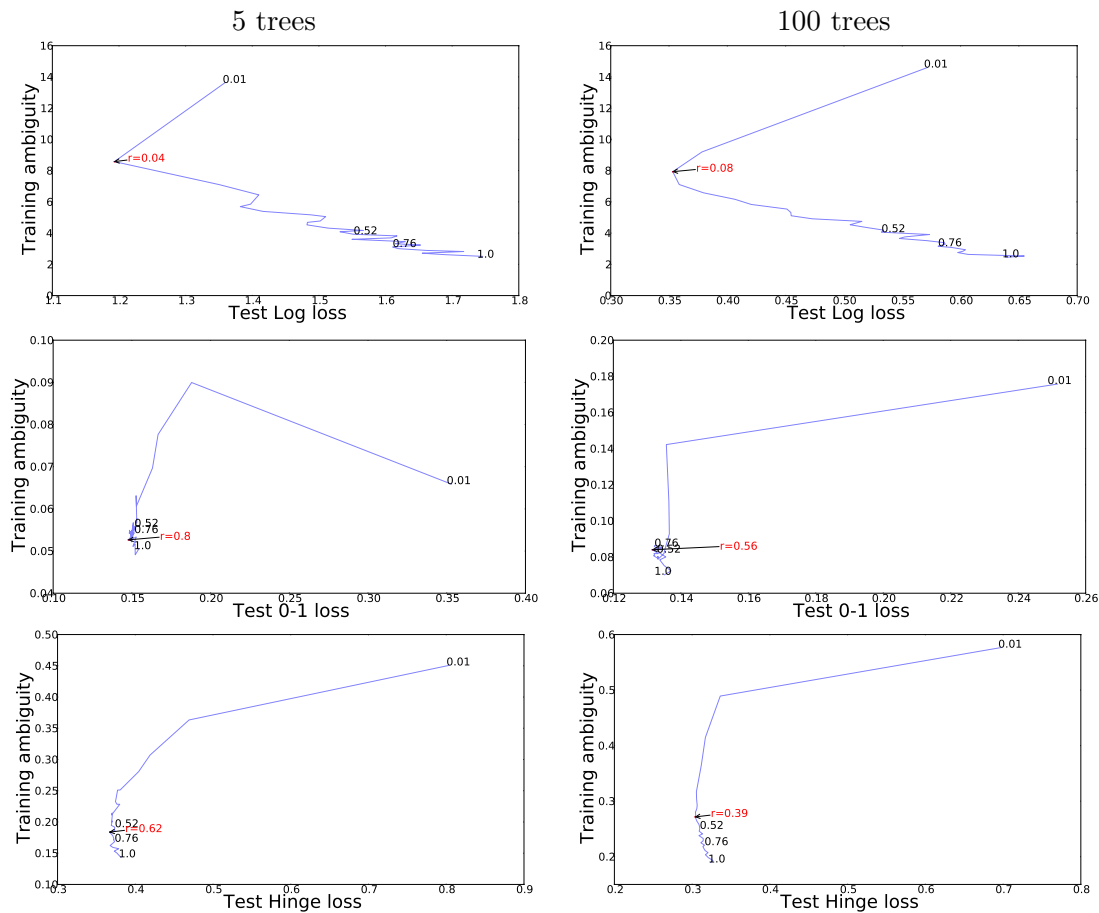 5 trees
100 trees
Training ambiguity
16
14
12
10
8
6
4
2
0
0.01
r=0.04
0.52
0.76
1.0
1.1 1.2 1.3 1.4 1.5 1.6 1.7 1.8
Test Log loss
Training ambiguity
16
14
12
10
8
6
4
2
0
0.01
r=0.08
0.52
0.76
1.0
0.30 0.35 0.40 0.45 0.50 0.55 0.60 0.65 0.70
Test Log loss
Training ambiguity
0.10
0.09
0.08
0.07
0.06
0.05
0.04
0.01
0.52
0.76
r=0.8
1.0
0.10 0.15 0.20 0.25 0.30 0.35 0.40
Test 0-1 loss
Training ambiguity
0.20
0.18
0.16
0.14
0.12
0.10
0.08
0.06
0.01
0.76
0.52
r=0.56
1.0
0.12 0.14 0.16 0.18 0.20 0.22 0.24 0.26
Test 0-1 loss
Training ambiguity
0.50
0.45
0.40
0.35
0.30
0.25
0.20
0.15
0.10
0.01
0.52
r=0.62
0.76
1.0
0.3 0.4 0.5 0.6 0.7 0.8 0.9
Test Hinge loss
Training ambiguity
0.6
0.5
0.4
0.3
0.2
0.01
r=0.39
0.52
0.76
1.0
0.2 0.3 0.4 0.5 0.6 0.7 0.8
Test Hinge loss